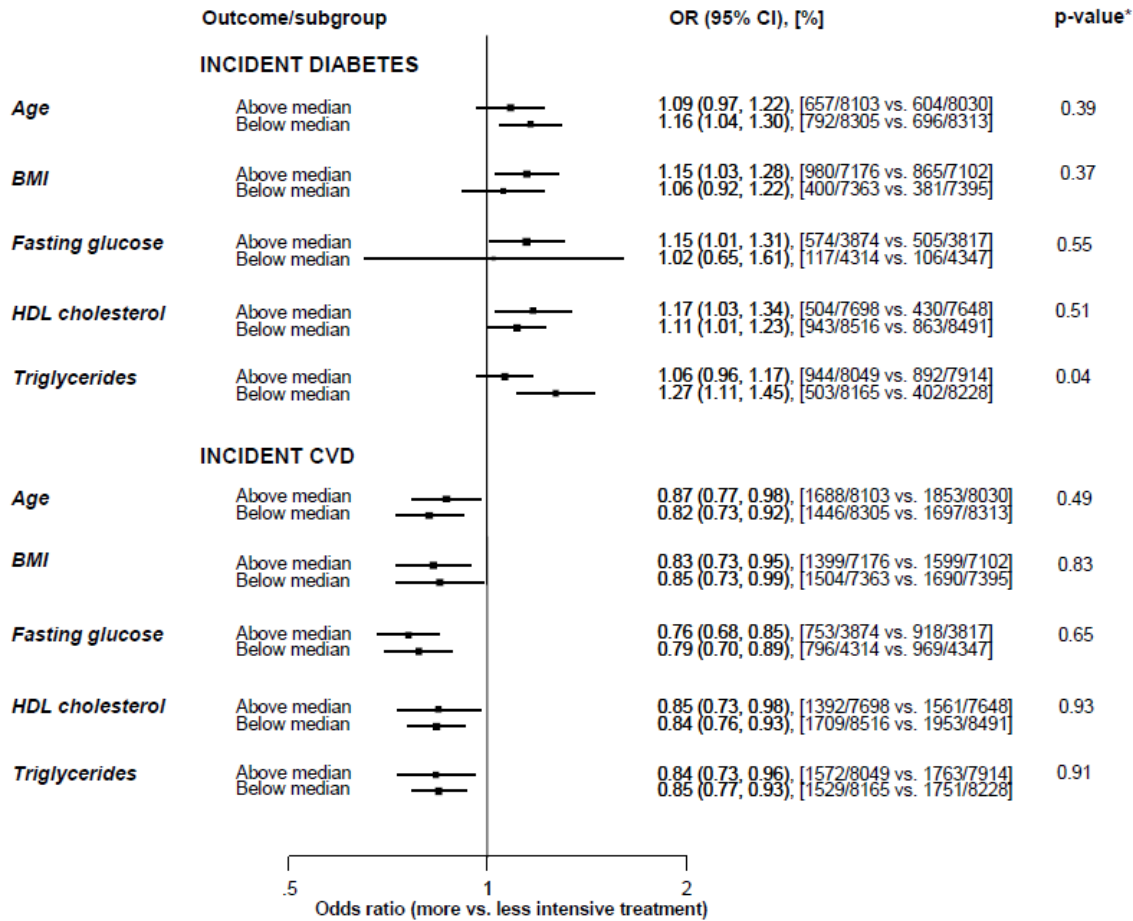 Outcome/subgroup OR (95% CI), [%] p-value*
INCIDENT DIABETES
Age Above median 1.09 (0.97, 1.22), [657/8103 vs. 604/8030] 0.39
Below median 1.16 (1.04, 1.30), [792/8305 vs. 696/8313]
BMI Above median 1.15 (1.03, 1.28), [980/7176 vs. 865/7102] 0.37
Below median 1.06 (0.92, 1.22), [400/7363 vs. 381/7395]
Fasting glucose Above median 1.15 (1.01, 1.31), [574/3874 vs. 505/3817] 0.55
Below median 1.02 (0.65, 1.61), [117/4314 vs. 106/4347]
HDL cholesterol Above median 1.17 (1.03, 1.34), [504/7698 vs. 430/7648] 0.51
Below median 1.11 (1.01, 1.23), [943/8516 vs. 863/8491]
Triglycerides Above median 1.06 (0.96, 1.17), [944/8049 vs. 892/7914] 0.04
Below median 1.27 (1.11, 1.45), [503/8165 vs. 402/8228]
INCIDENT CVD
Age Above median 0.87 (0.77, 0.98), [1688/8103 vs. 1853/8030] 0.49
Below median 0.82 (0.73, 0.92), [1446/8305 vs. 1697/8313]
BMI Above median 0.83 (0.73, 0.95), [1399/7176 vs. 1599/7102] 0.83
Below median 0.85 (0.73, 0.99), [1504/7363 vs. 1690/7395]
Fasting glucose Above median 0.76 (0.68, 0.85), [753/3874 vs. 918/3817] 0.65
Below median 0.79 (0.70, 0.89), [796/4314 vs. 969/4347]
HDL cholesterol Above median 0.85 (0.73, 0.98), [1392/7698 vs. 1561/7648] 0.93
Below median 0.84 (0.76, 0.93), [1709/8516 vs. 1953/8491]
Triglycerides Above median 0.84 (0.73, 0.96), [1572/8049 vs. 1763/7914] 0.91
Below median 0.85 (0.77, 0.93), [1529/8165 vs. 1751/8228]
.5 1 2
Odds ratio (more vs. less intensive treatment)